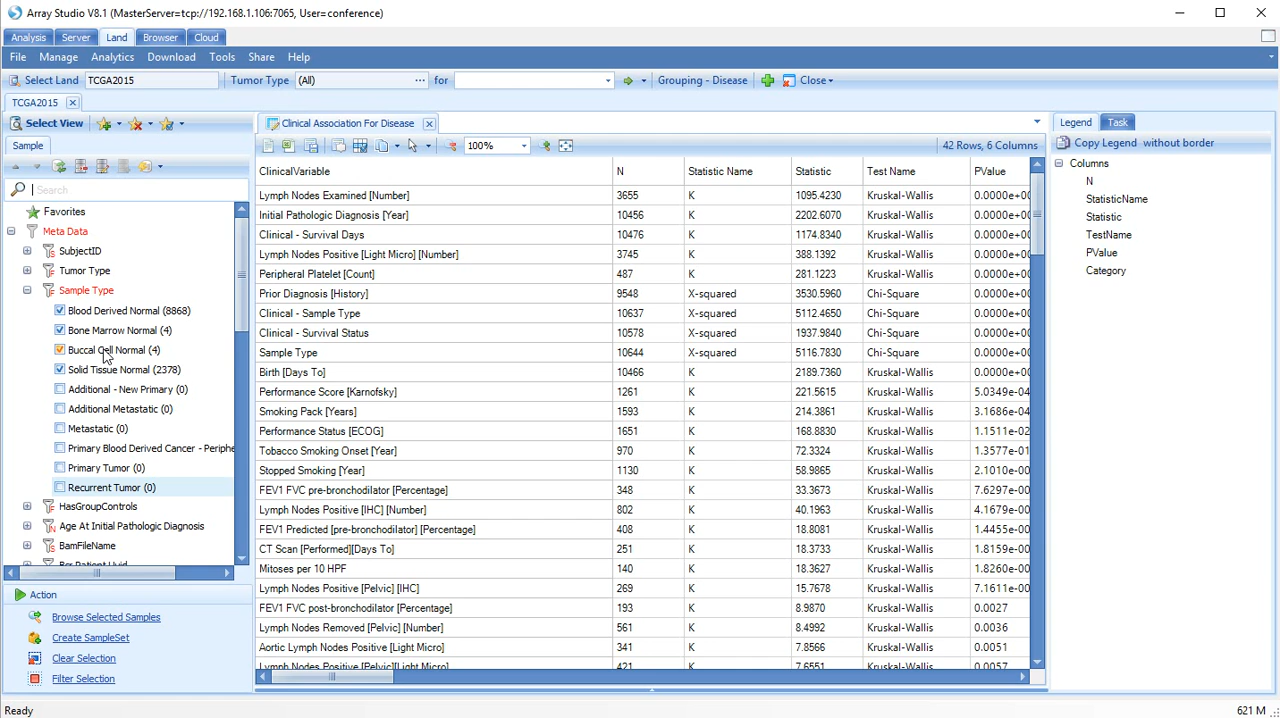 Array Studio V8.1 (MasterServer=tcp://192.168.1.106:7065, User=conference)
Analysis Server Land Browser Cloud
File Manage Analytics Download Tools Share Help
Select Land TCGA2015 Tumor Type (All) ... for Grouping - Disease Close
TCGA2015
Select View
Sample
Search
Favorites
Meta Data
SubjectID
Tumor Type
Sample Type
Blood Derived Normal (8868)
Bone Marrow Normal (4)
Buccal Cell Normal (4)
Solid Tissue Normal (2378)
Additional - New Primary (0)
Additional Metastatic (0)
Metastatic (0)
Primary Blood Derived Cancer - Periphe
Primary Tumor (0)
Recurrent Tumor (0)
HasGroupControls
Age At Initial Pathologic Diagnosis
BamFileName
Bcr Patient Uuid
Action
Browse Selected Samples
Create SampleSet
Clear Selection
Filter Selection
Clinical Association For Disease
100% 42 Rows, 6 Columns
ClinicalVariable N Statistic Name Statistic Test Name PValue
Lymph Nodes Examined [Number] 3655 K 1095.4230 Kruskal-Wallis 0.0000e+00
Initial Pathologic Diagnosis [Year] 10456 K 2202.6070 Kruskal-Wallis 0.0000e+00
Clinical - Survival Days 10476 K 1174.8340 Kruskal-Wallis 0.0000e+00
Lymph Nodes Positive [Light Micro] [Number] 3745 K 388.1392 Kruskal-Wallis 0.0000e+00
Peripheral Platelet [Count] 487 K 281.1223 Kruskal-Wallis 0.0000e+00
Prior Diagnosis [History] 9548 X-squared 3530.5960 Chi-Square 0.0000e+00
Clinical - Sample Type 10637 X-squared 5112.4650 Chi-Square 0.0000e+00
Clinical - Survival Status 10578 X-squared 1937.9840 Chi-Square 0.0000e+00
Sample Type 10644 X-squared 5116.7830 Chi-Square 0.0000e+00
Birth [Days To] 10466 K 2189.7360 Kruskal-Wallis 0.0000e+00
Performance Score [Karnofsky] 1261 K 221.5615 Kruskal-Wallis 5.0349e-04
Smoking Pack [Years] 1593 K 214.3861 Kruskal-Wallis 3.1686e-04
Performance Status [ECOG] 1651 K 168.8830 Kruskal-Wallis 1.1511e-02
Tobacco Smoking Onset [Year] 970 K 72.3324 Kruskal-Wallis 1.3577e-01
Stopped Smoking [Year] 1130 K 58.9865 Kruskal-Wallis 2.1010e-00
FEV1 FVC pre-bronchodilator [Percentage] 348 K 33.3673 Kruskal-Wallis 7.6297e-00
Lymph Nodes Positive [IHC] [Number] 802 K 40.1963 Kruskal-Wallis 4.1679e-00
FEV1 Predicted [pre-bronchodilator] [Percentage] 408 K 18.8081 Kruskal-Wallis 1.4455e-00
CT Scan [Performed][Days To] 251 K 18.3733 Kruskal-Wallis 1.8159e-00
Mitoses per 10 HPF 140 K 18.3627 Kruskal-Wallis 1.8260e-00
Lymph Nodes Positive [Pelvic] [IHC] 269 K 15.7678 Kruskal-Wallis 7.1611e-00
FEV1 FVC post-bronchodilator [Percentage] 193 K 8.9870 Kruskal-Wallis 0.0027
Lymph Nodes Removed [Pelvic] [Number] 561 K 8.4992 Kruskal-Wallis 0.0036
Aortic Lymph Nodes Positive [Light Micro] 341 K 7.8566 Kruskal-Wallis 0.0051
Lymph Nodes Positive [Pelvic][Light Micro] 421 K 7.6551 Kruskal-Wallis 0.0057
Legend Task
Copy Legend without border
Columns
N
StatisticName
Statistic
TestName
PValue
Category
Ready 621 M